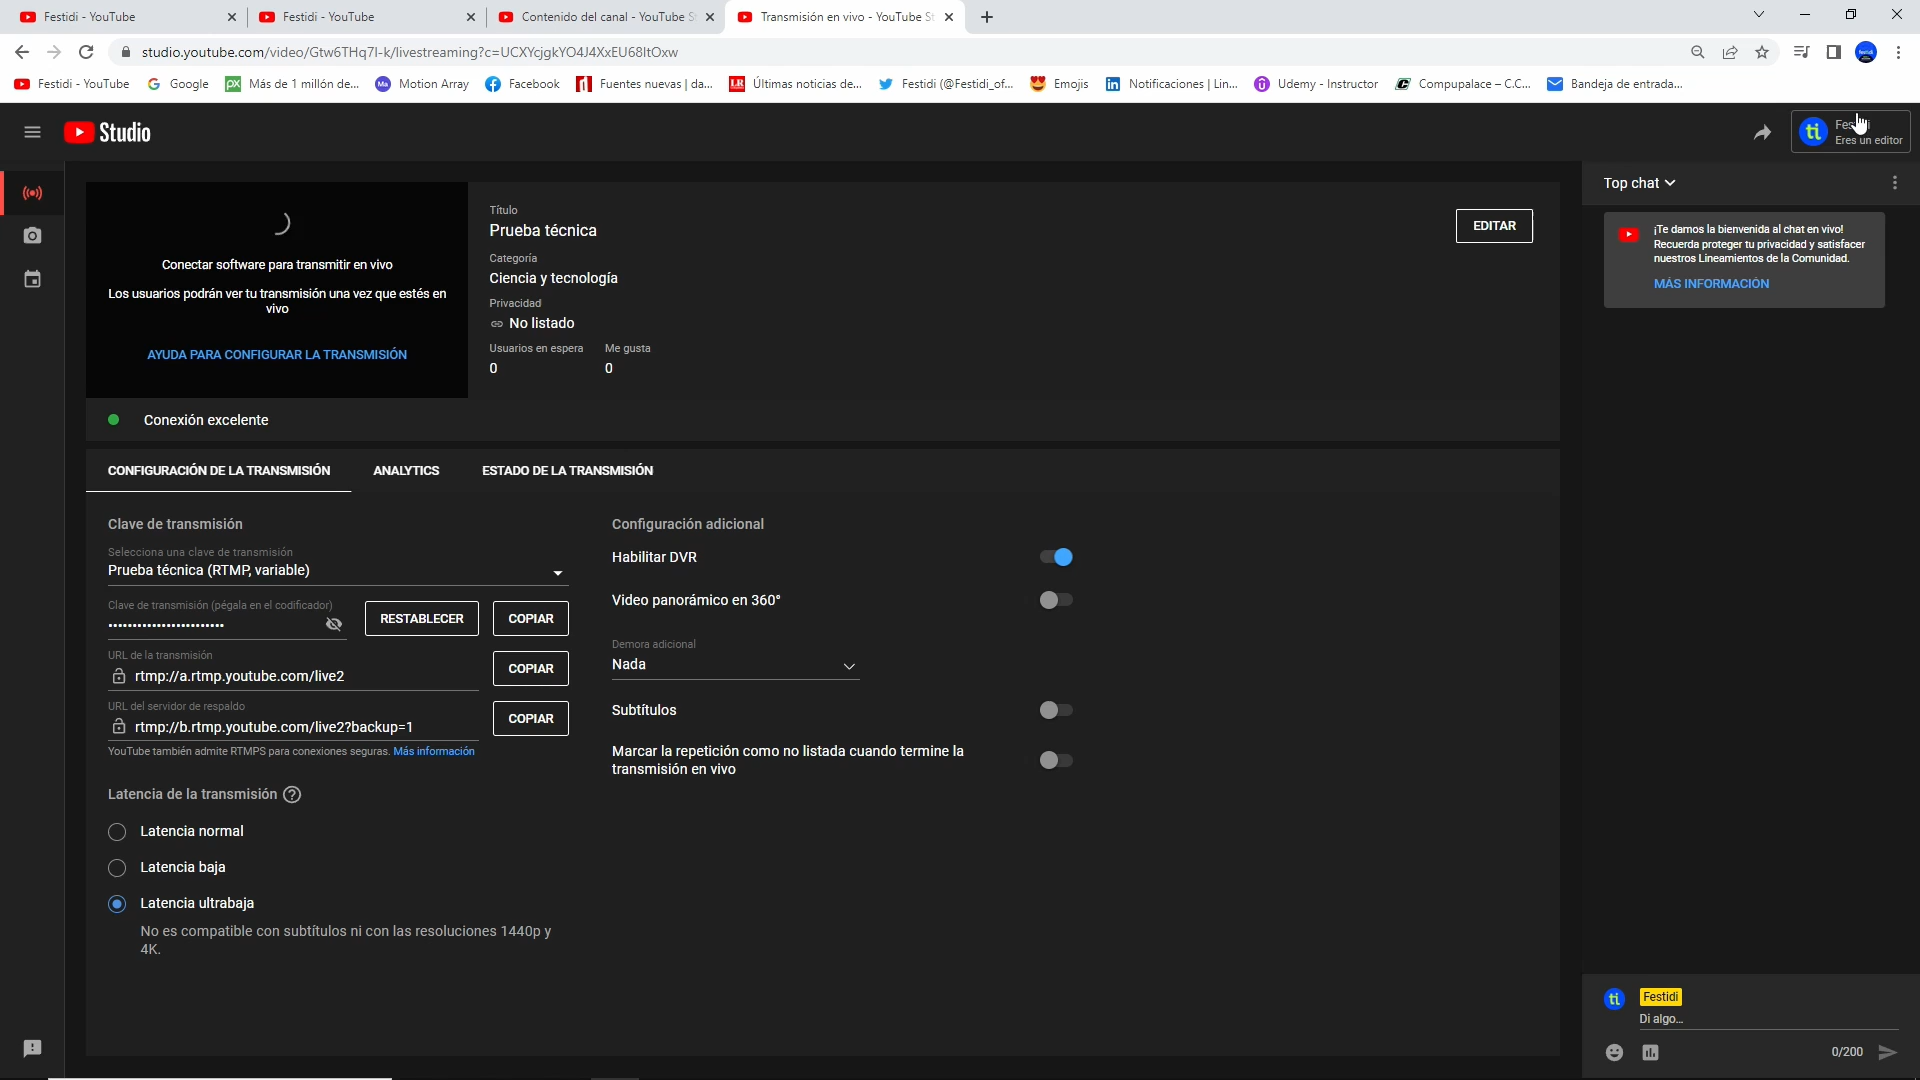 Festidi - YouTube
Festidi - YouTube
Contenido del canal - YouTube S
Transmisión en vivo - YouTube S
studio.youtube.com/video/Gtw6THq7I-k/livestreaming?c=UCXYcjgkYO4J4XxEU68ItOxw
Festidi - YouTube
Google
Más de 1 millón de...
Motion Array
Facebook
Fuentes nuevas | da...
Últimas noticias de...
Festidi (@Festidi_of...
Emojis
Notificaciones | Lin...
Udemy - Instructor
Compupalace – C.C...
Bandeja de entrada...
Studio
ti
Eres un editor
Conectar software para transmitir en vivo
Los usuarios podrán ver tu transmisión una vez que estés en
vivo
AYUDA PARA CONFIGURAR LA TRANSMISIÓN
Título
Prueba técnica
Categoría
Ciencia y tecnología
Privacidad
No listado
Usuarios en espera
Me gusta
0
0
EDITAR
Top chat
¡Te damos la bienvenida al chat en vivo!
Recuerda proteger tu privacidad y satisfacer
nuestros Lineamientos de la Comunidad.
MÁS INFORMACIÓN
Conexión excelente
CONFIGURACIÓN DE LA TRANSMISIÓN
ANALYTICS
ESTADO DE LA TRANSMISIÓN
Clave de transmisión
Selecciona una clave de transmisión
Prueba técnica (RTMP, variable)
Clave de transmisión (pégala en el codificador)
RESTABLECER
COPIAR
URL de la transmisión
rtmp://a.rtmp.youtube.com/live2
COPIAR
URL del servidor de respaldo
rtmp://b.rtmp.youtube.com/live2?backup=1
COPIAR
YouTube también admite RTMPS para conexiones seguras. Más información
Latencia de la transmisión
Latencia normal
Latencia baja
Latencia ultrabaja
No es compatible con subtítulos ni con las resoluciones 1440p y
4K.
Configuración adicional
Habilitar DVR
Video panorámico en 360°
Demora adicional
Nada
Subtítulos
Marcar la repetición como no listada cuando termine la
transmisión en vivo
ti
Festidi
Di algo...
0/200